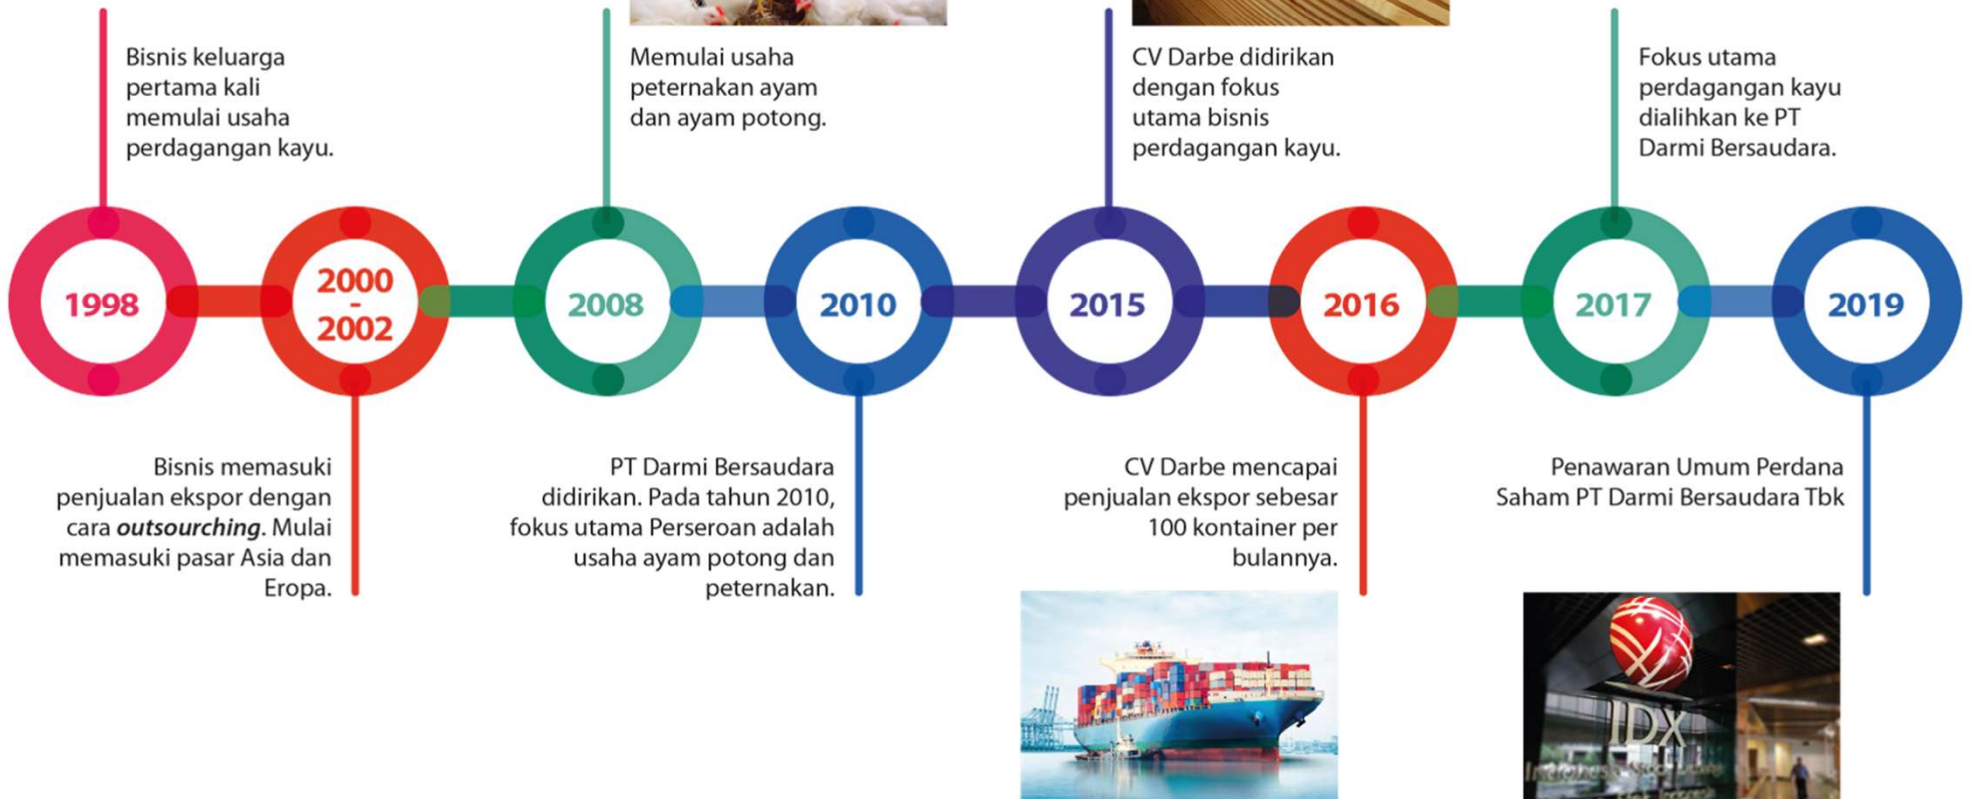 Bisnis keluarga
pertama kali
memulai usaha
perdagangan kayu.
Memulai usaha
peternakan ayam
dan ayam potong.
CV Darbe didirikan
dengan fokus
utama bisnis
perdagangan kayu.
Fokus utama
perdagangan kayu
dialihkan ke PT
Darmi Bersaudara.
1998
2000
-
2002
2008
2010
2015
2016
2017
2019
Bisnis memasuki
penjualan ekspor dengan
cara outsourching. Mulai
memasuki pasar Asia dan
Eropa.
PT Darmi Bersaudara
didirikan. Pada tahun 2010,
fokus utama Perseroan adalah
usaha ayam potong dan
peternakan.
CV Darbe mencapai
penjualan ekspor sebesar
100 kontainer per
bulannya.
Penawaran Umum Perdana
Saham PT Darmi Bersaudara Tbk
IDX